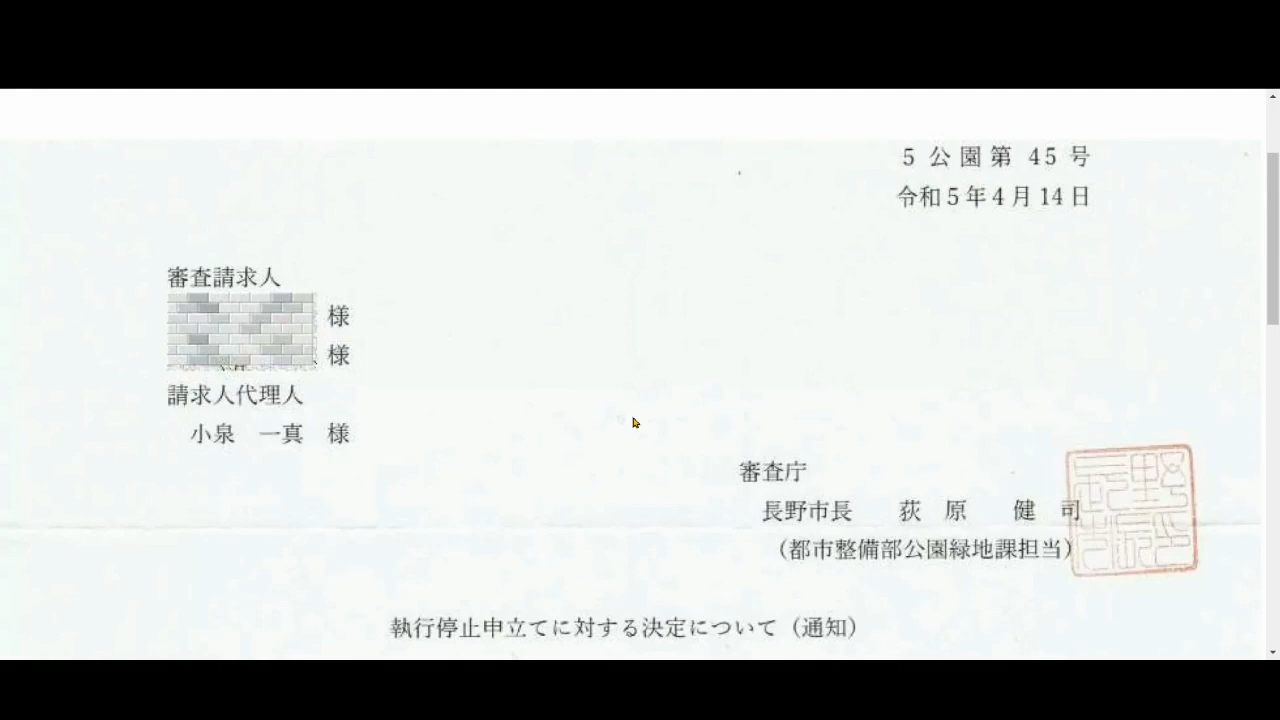 5 公 園 第 45 号
令和5年4月14日
審査請求人
様
様
請求人代理人
小泉 一真 様
審査庁
長野市長 荻 原 健 司
(都市整備部公園緑地課担当)
執行停止申立てに対する決定について(通知)